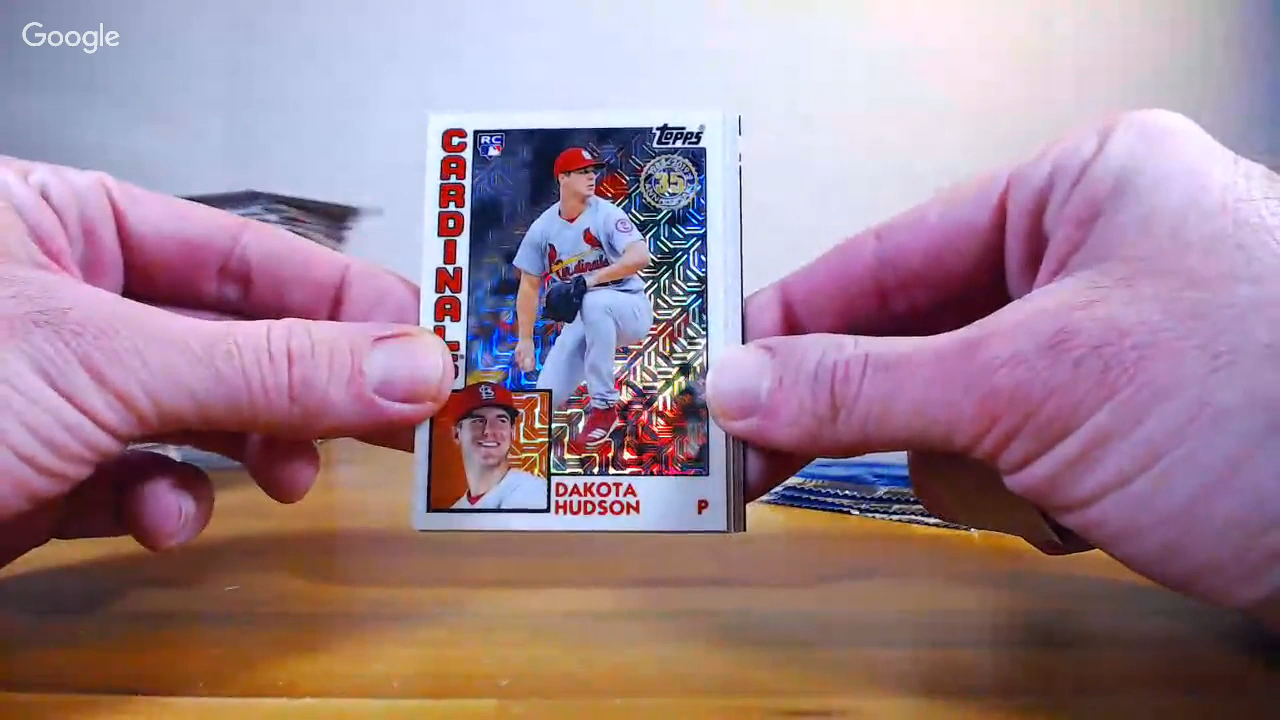 Google
RC
Topps
35
CARDINALS
Cardinals
DAKOTA
HUDSON
P